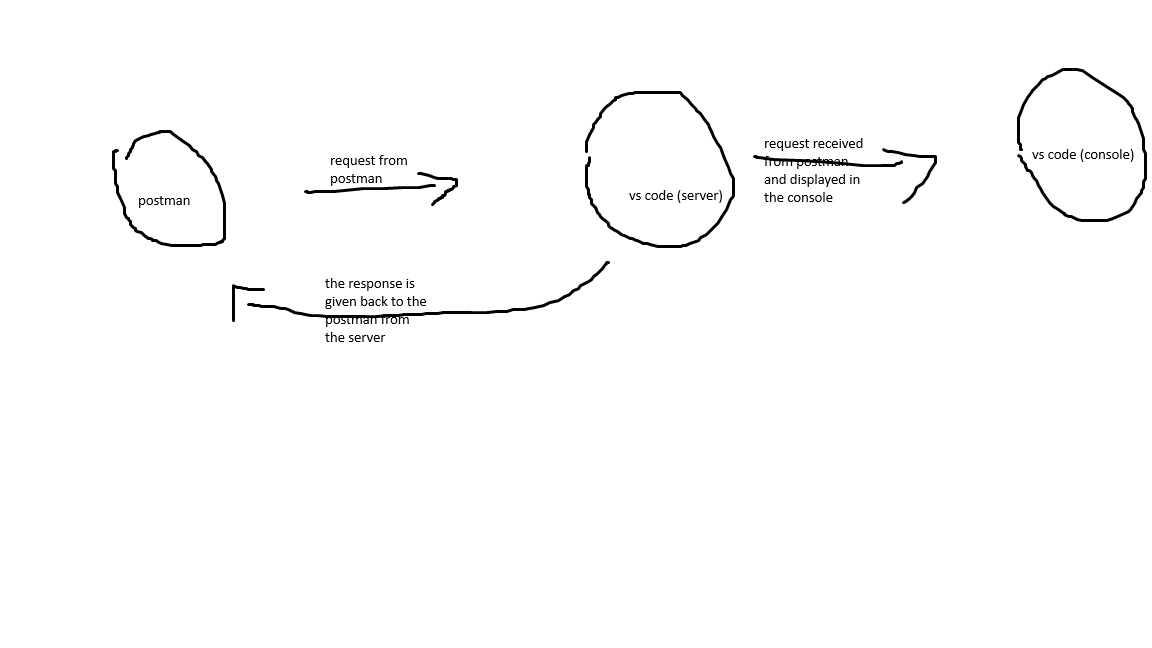 postman
request from
postman
vs code (server)
request received
from postman
and displayed in
the console
vs code (console)
the response is
given back to the
postman from
the server